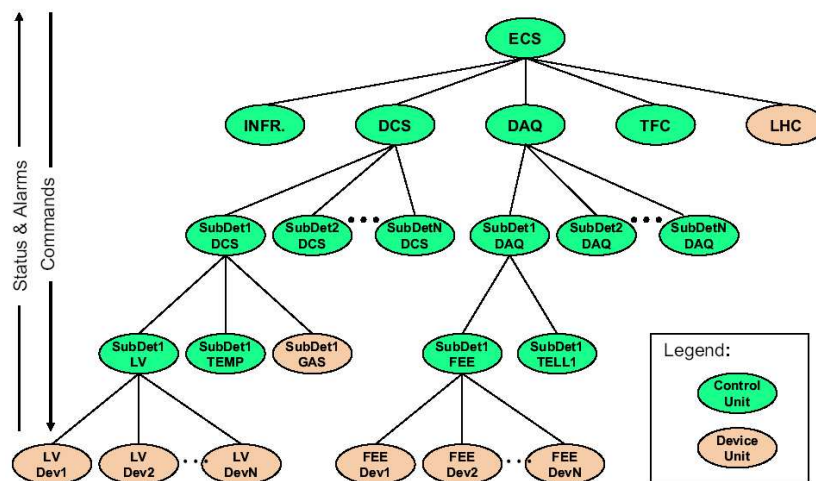 ECS
INFR.
DCS
DAQ
TFC
LHC
Status & Alarms
Commands
SubDet1
DCS
SubDet2
DCS
SubDetN
DCS
SubDet1
DAQ
SubDet2
DAQ
SubDetN
DAQ
SubDet1
LV
SubDet1
TEMP
SubDet1
GAS
SubDet1
FEE
SubDet1
TELL1
Legend:
Control
Unit
Device
Unit
LV
Dev1
LV
Dev2
LV
DevN
FEE
Dev1
FEE
Dev2
FEE
DevN